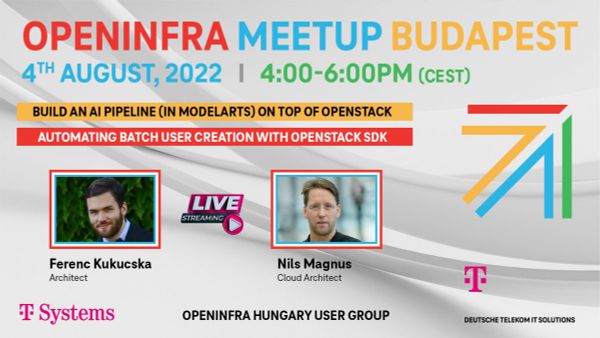 OPENINFRA MEETUP BUDAPEST
4TH AUGUST, 2022 | 4:00-6:00PM (CEST)
BUILD AN AI PIPELINE (IN MODELARTS) ON TOP OF OPENSTACK
AUTOMATING BATCH USER CREATION WITH OPENSTACK SDK
LIVE
STREAMING
Ferenc Kukucska
Architect
Nils Magnus
Cloud Architect
T
T Systems
OPENINFRA HUNGARY USER GROUP
DEUTSCHE TELEKOM IT SOLUTIONS